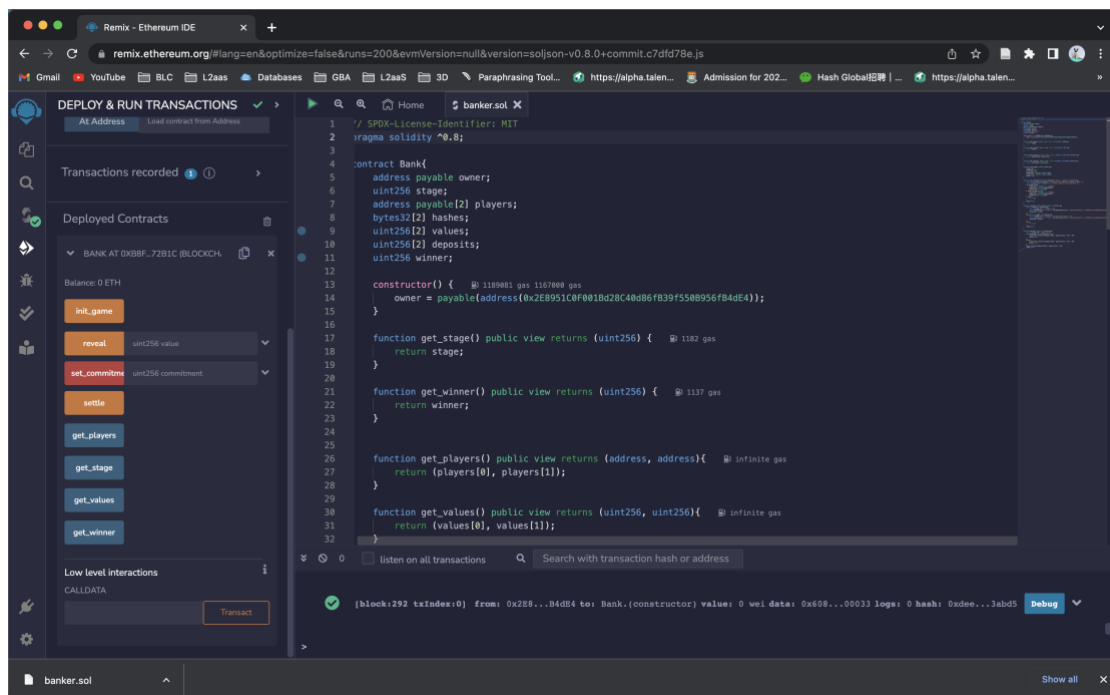 Remix - Ethereum IDE
remix.ethereum.org/#lang=en&optimize=false&runs=200&evmVersion=null&version=soljson-v0.8.0+commit.c7dfd78e.js
Gmail YouTube BLC L2aas Databases GBA L2aaS 3D Paraphrasing Tool... https://alpha.talen... Admission for 202... Hash Global招聘 | ... https://alpha.talen... »
DEPLOY & RUN TRANSACTIONS
At Address Load contract from Address
Transactions recorded 1
Deployed Contracts
BANK AT 0XBBF...72B1C (BLOCKCH
Balance: 0 ETH
init_game
reveal uint256 value
set_commitme uint256 commitment
settle
get_players
get_stage
get_values
get_winner
Low level interactions
CALLDATA
Transact
Home banker.sol
1 // SPDX-License-Identifier: MIT
2 pragma solidity ^0.8;
3
4 contract Bank{
5 address payable owner;
6 uint256 stage;
7 address payable[2] players;
8 bytes32[2] hashes;
9 uint256[2] values;
10 uint256[2] deposits;
11 uint256 winner;
12
13 constructor() { 1189081 gas 1167000 gas
14 owner = payable(address(0x2E8951C0F001Bd28C40d86fB39f550B956fB4dE4));
15 }
16
17 function get_stage() public view returns (uint256) { 1182 gas
18 return stage;
19 }
20
21 function get_winner() public view returns (uint256) { 1137 gas
22 return winner;
23 }
24
25
26 function get_players() public view returns (address, address){ infinite gas
27 return (players[0], players[1]);
28 }
29
30 function get_values() public view returns (uint256, uint256){ infinite gas
31 return (values[0], values[1]);
32 }
0 listen on all transactions Search with transaction hash or address
[block:292 txIndex:0] from: 0x2E8...B4dE4 to: Bank.(constructor) value: 0 wei data: 0x608...00033 logs: 0 hash: 0xdee...3abd5 Debug
>
banker.sol
Show all